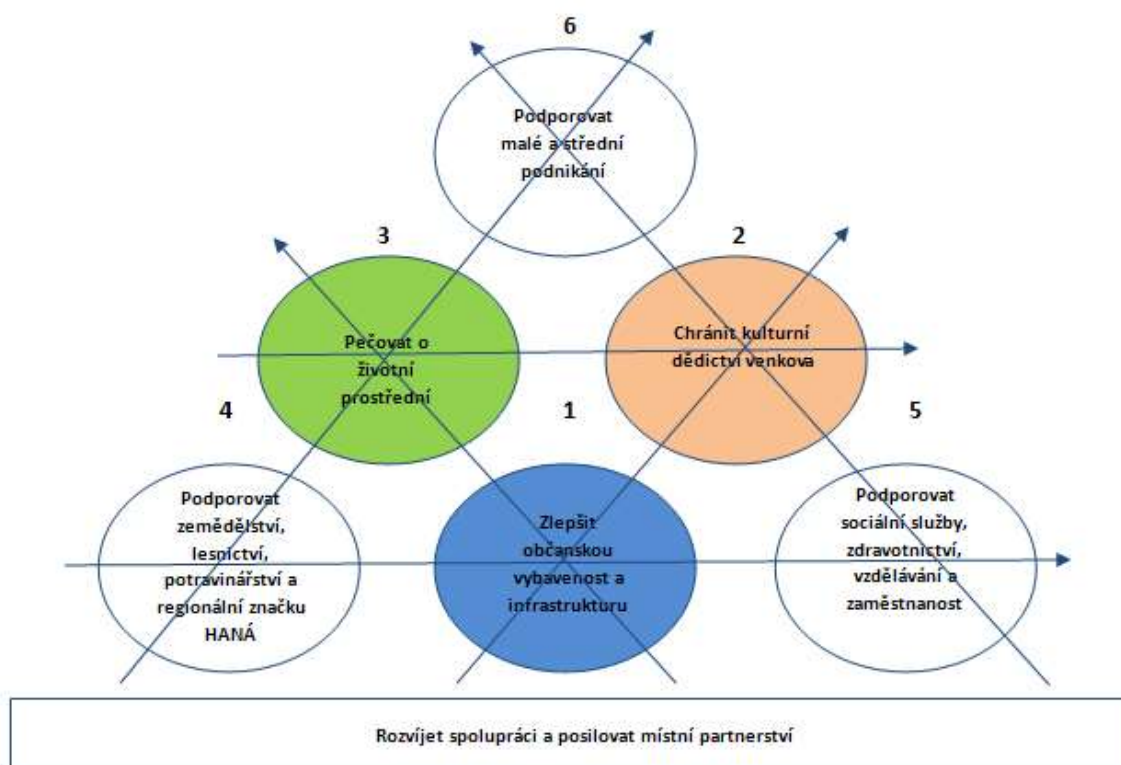 6
Podporovat
malé a střední
podnikání
3
2
Pečovat o
životní
prostřední
Chránit kulturní
dědictví venkova
4
1
5
Podporovat
zemědělství,
lesnictví,
potravinářství a
regionální značku
HANÁ
Zlepšit
občanskou
vybavenost a
infrastrukturu
Podporovat
sociální služby,
zdravotnictví,
vzdělávání a
zaměstnanost
Rozvíjet spolupráci a posilovat místní partnerství